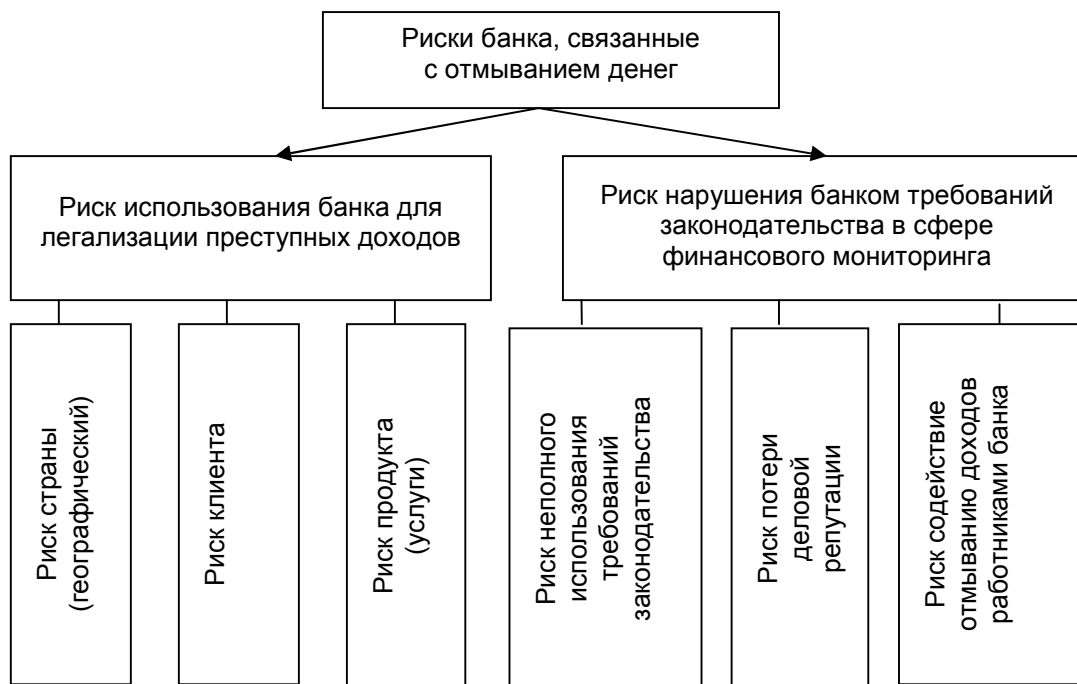 Риски банка, связанные
с отмыванием денег
Риск использования банка для
легализации преступных доходов
Риск нарушения банком требований
законодательства в сфере
финансового мониторинга
Риск страны
(географический)
Риск клиента
Риск продукта
(услуги)
Риск неполного
использования
требований
законодательства
Риск потери
деловой
репутации
Риск содействие
отмыванию доходов
работниками банка